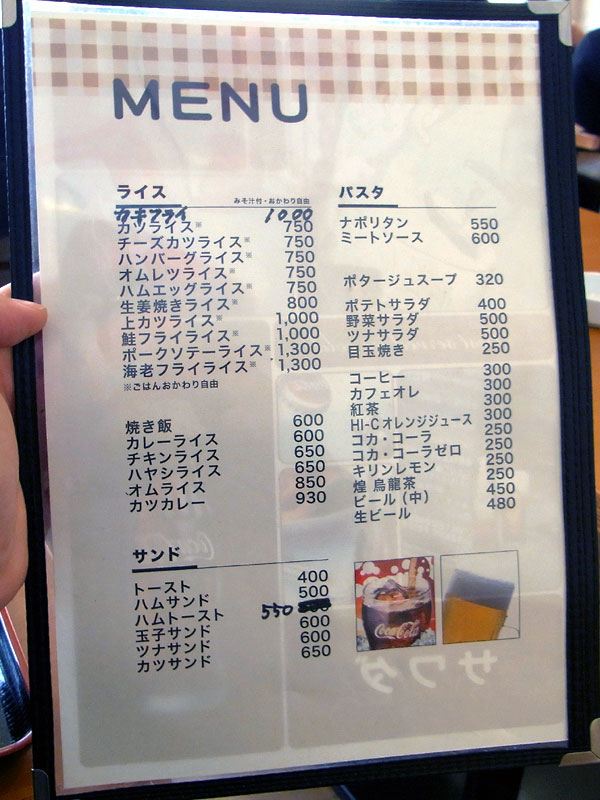 MENU
ライス みそ汁付・おかわり自由
カキフライ 1000
カツライス※ 750
チーズカツライス※ 750
ハンバーグライス※ 750
オムレツライス※ 750
ハムエッグライス※ 750
生姜焼きライス※ 800
上カツライス※ 1,000
鮭フライライス※ 1,000
ポークソテーライス※ 1,300
海老フライライス※ 1,300
※ごはんおかわり自由
焼き飯 600
カレーライス 600
チキンライス 650
ハヤシライス 650
オムライス 850
カツカレー 930
サンド
トースト 400
ハムサンド 500
ハムトースト 550
玉子サンド 600
ツナサンド 600
カツサンド 650
パスタ
ナポリタン 550
ミートソース 600
ポタージュスープ 320
ポテトサラダ 400
野菜サラダ 500
ツナサラダ 500
目玉焼き 250
コーヒー 300
カフェオレ 300
紅茶 300
HI-C オレンジジュース 300
コカ・コーラ 250
コカ・コーラゼロ 250
キリンレモン 250
煌 烏龍茶 250
ビール（中） 450
生ビール 480
Coca-Cola
サワダ